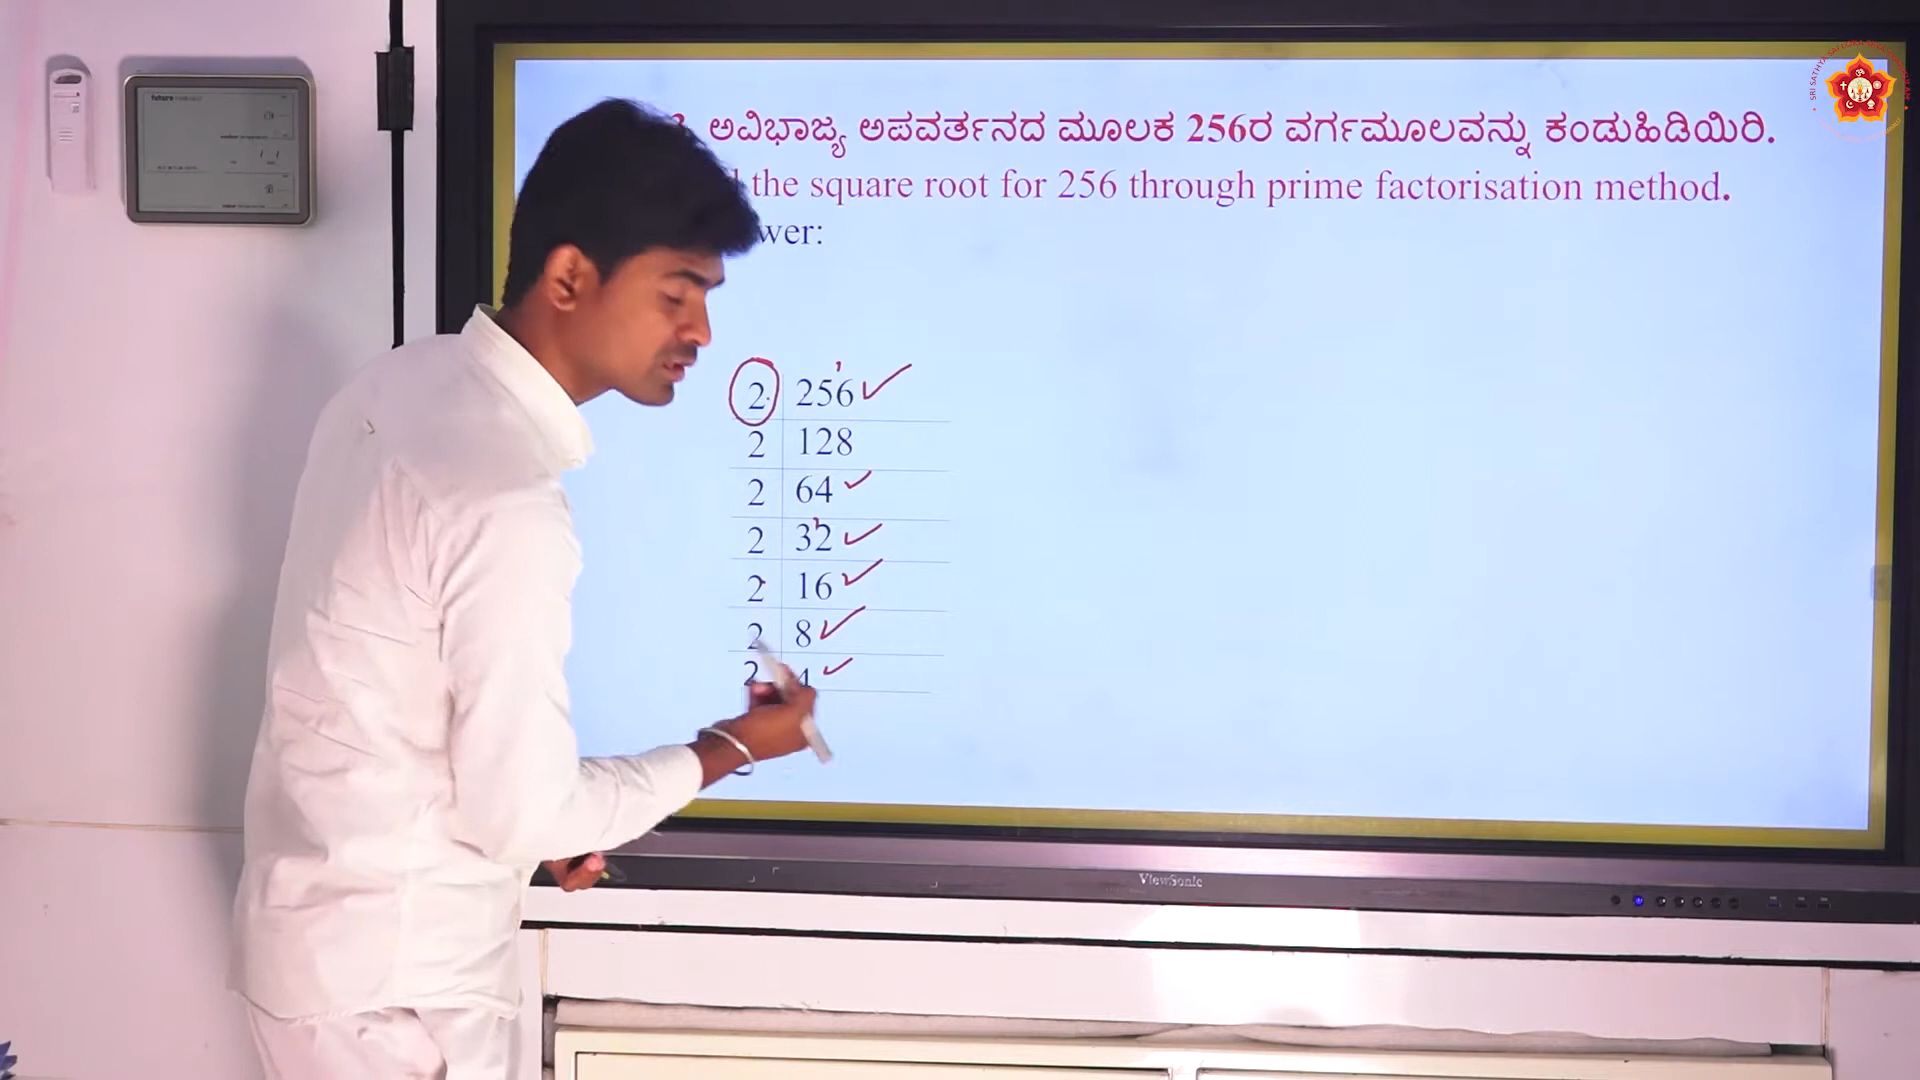 ಅವಿಭಾಜ್ಯ ಅಪವರ್ತನದ ಮೂಲಕ 256ರ ವರ್ಗಮೂಲವನ್ನು ಕಂಡುಹಿಡಿಯಿರಿ.
the square root for 256 through prime factorisation method.
wer:
2 256
2 128
2 64
2 32
2 16
2 8
2 4
ViewSonic